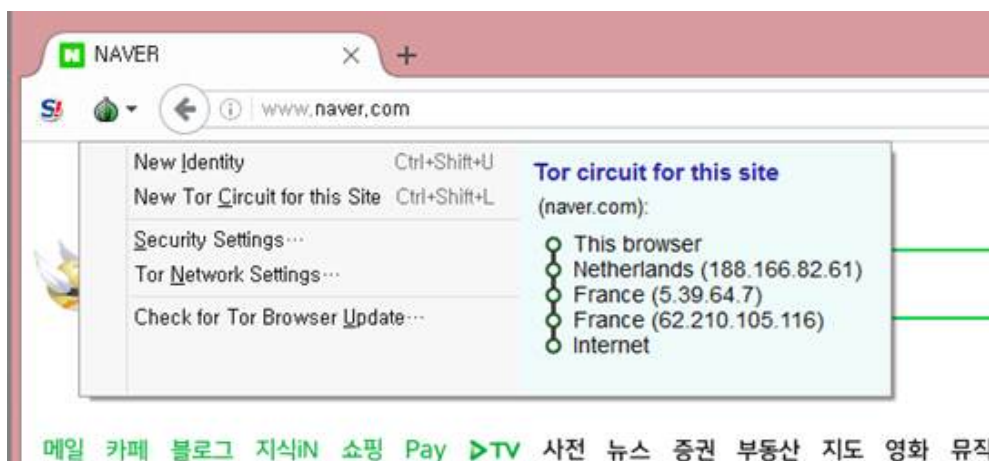 NAVER
www.naver.com
New Identity Ctrl+Shift+U
New Tor Circuit for this Site Ctrl+Shift+L
Security Settings...
Tor Network Settings...
Check for Tor Browser Update...
Tor circuit for this site
(naver.com):
This browser
Netherlands (188.166.82.61)
France (5.39.64.7)
France (62.210.105.116)
Internet
메일 카페 블로그 지식iN 쇼핑 Pay ▷TV 사전 뉴스 증권 부동산 지도 영화 뮤직